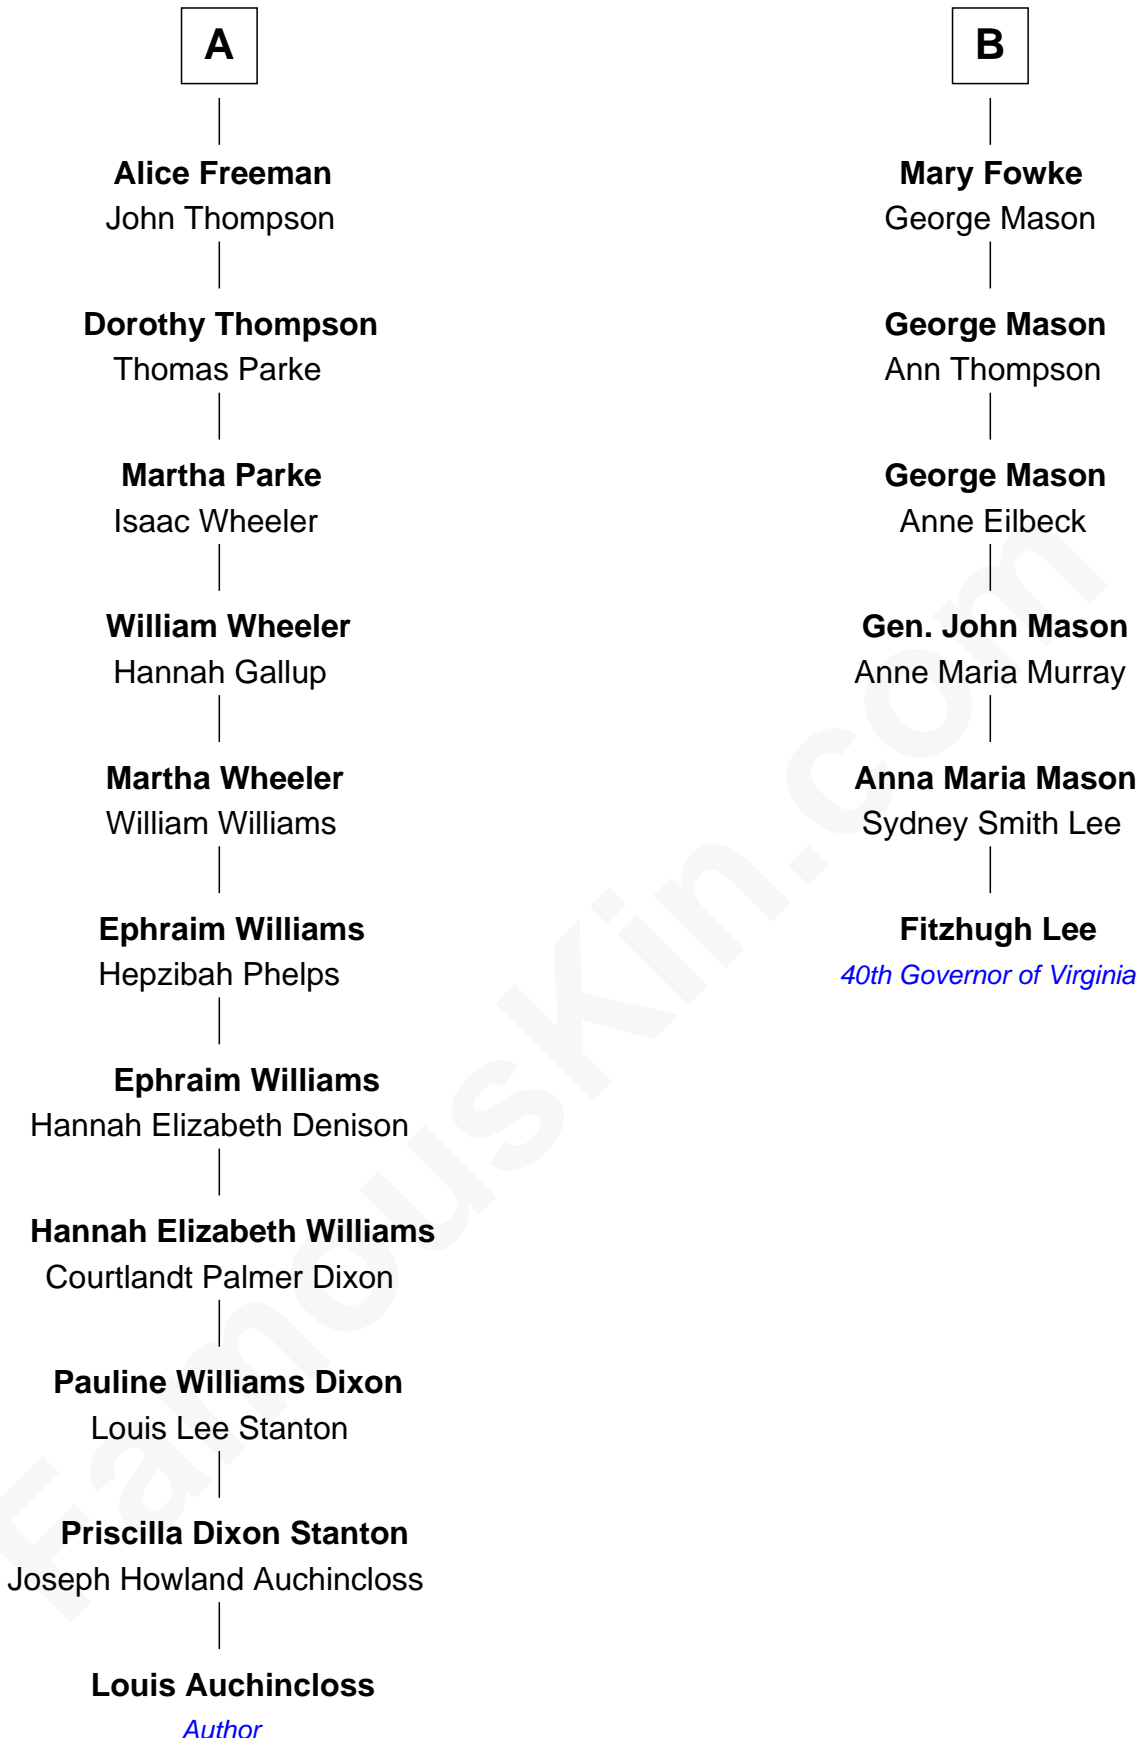 A
Alice Freeman
John Thompson
Dorothy Thompson
Thomas Parke
Martha Parke
Isaac Wheeler
William Wheeler
Hannah Gallup
Martha Wheeler
William Williams
Ephraim Williams
Hepzibah Phelps
Ephraim Williams
Hannah Elizabeth Denison
Hannah Elizabeth Williams
Courtlandt Palmer Dixon
Pauline Williams Dixon
Louis Lee Stanton
Priscilla Dixon Stanton
Joseph Howland Auchincloss
Louis Auchincloss
Author
B
Mary Fowke
George Mason
George Mason
Ann Thompson
George Mason
Anne Eilbeck
Gen. John Mason
Anne Maria Murray
Anna Maria Mason
Sydney Smith Lee
Fitzhugh Lee
40th Governor of Virginia
FamousKin.com